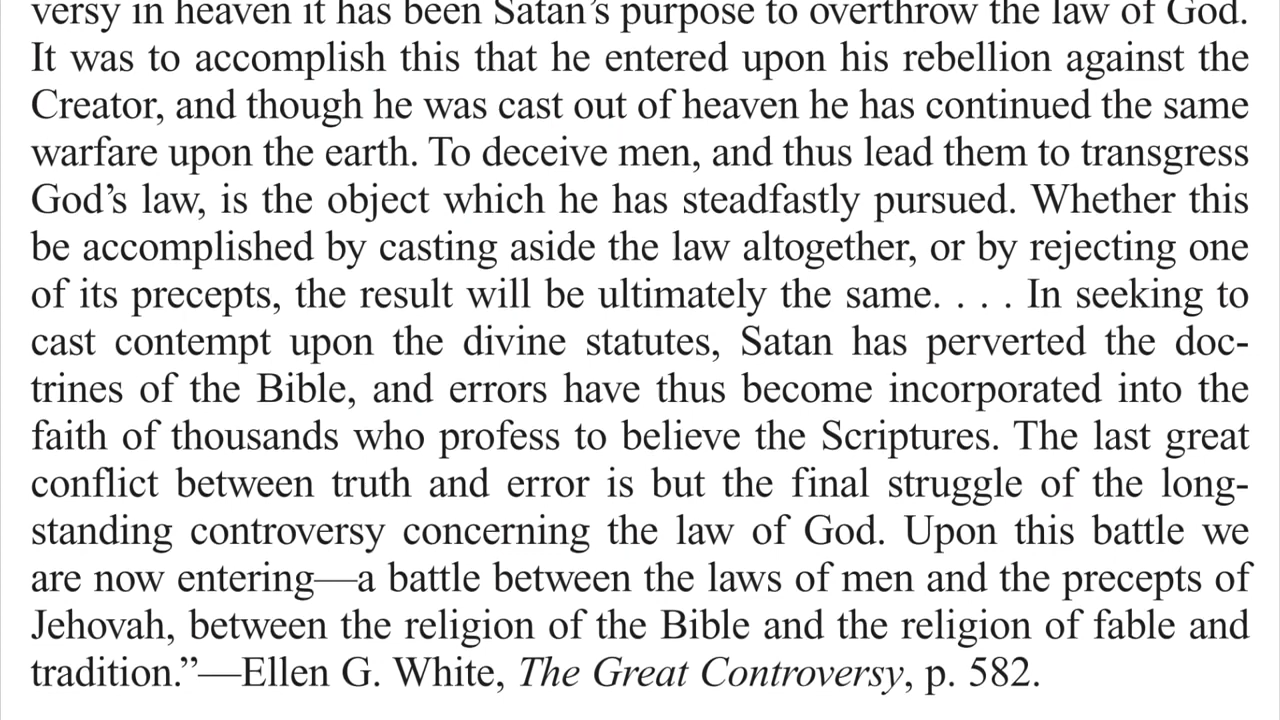 versy in heaven it has been Satan’s purpose to overthrow the law of God.
It was to accomplish this that he entered upon his rebellion against the
Creator, and though he was cast out of heaven he has continued the same
warfare upon the earth. To deceive men, and thus lead them to transgress
God’s law, is the object which he has steadfastly pursued. Whether this
be accomplished by casting aside the law altogether, or by rejecting one
of its precepts, the result will be ultimately the same. . . . In seeking to
cast contempt upon the divine statutes, Satan has perverted the doc-
trines of the Bible, and errors have thus become incorporated into the
faith of thousands who profess to believe the Scriptures. The last great
conflict between truth and error is but the final struggle of the long-
standing controversy concerning the law of God. Upon this battle we
are now entering—a battle between the laws of men and the precepts of
Jehovah, between the religion of the Bible and the religion of fable and
tradition.”—Ellen G. White, The Great Controversy, p. 582.